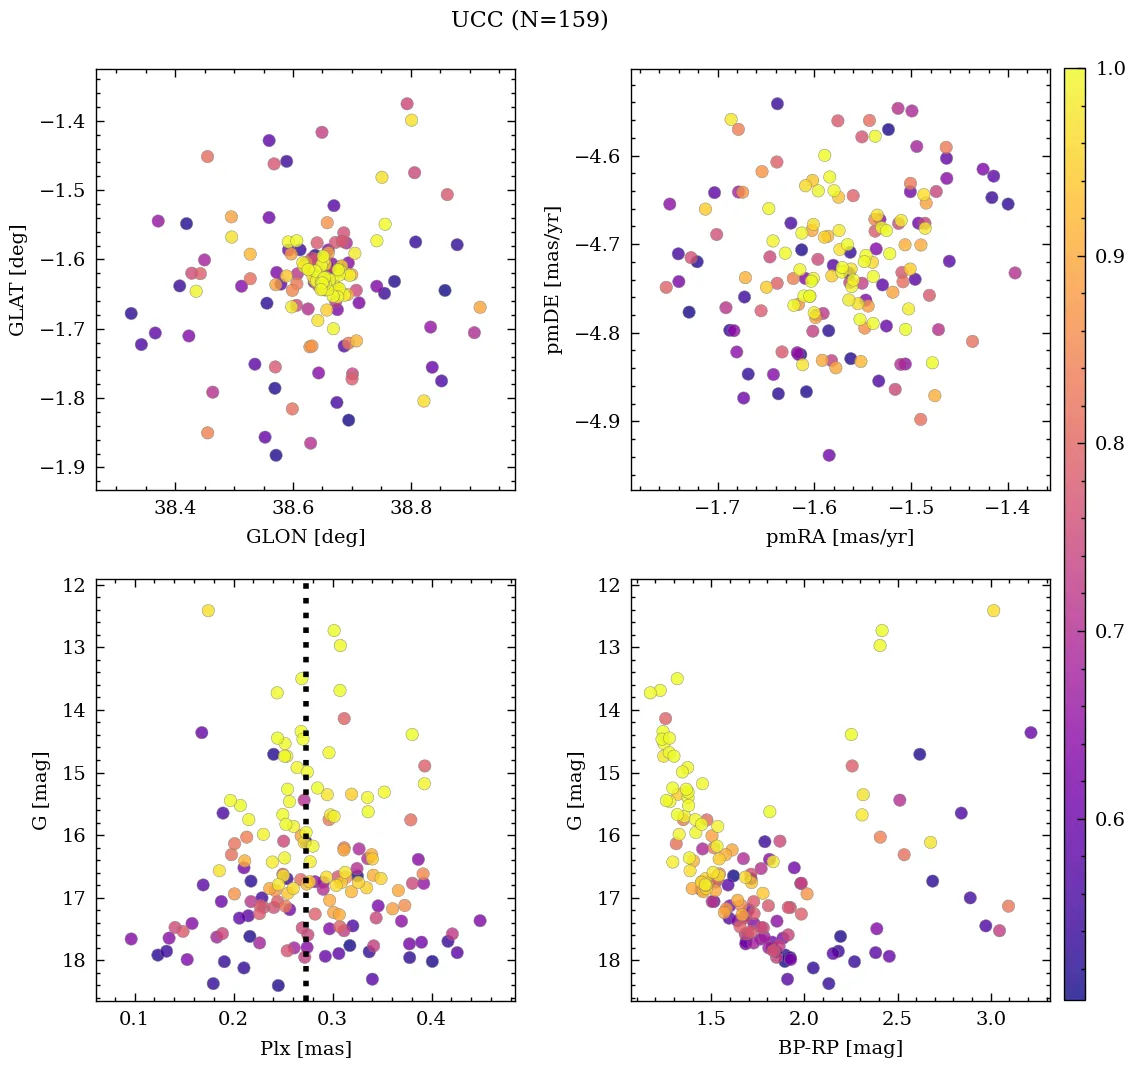 UCC (N=159)
−1.4
−1.5
−1.6
−1.7
−1.8
−1.9
GLAT [deg]
38.4 38.6 38.8
GLON [deg]
−4.6
−4.7
−4.8
−4.9
pmDE [mas/yr]
−1.7 −1.6 −1.5 −1.4
pmRA [mas/yr]
1.0
0.9
0.8
0.7
0.6
12
13
14
15
16
17
18
G [mag]
0.1 0.2 0.3 0.4
Plx [mas]
12
13
14
15
16
17
18
G [mag]
1.5 2.0 2.5 3.0
BP-RP [mag]